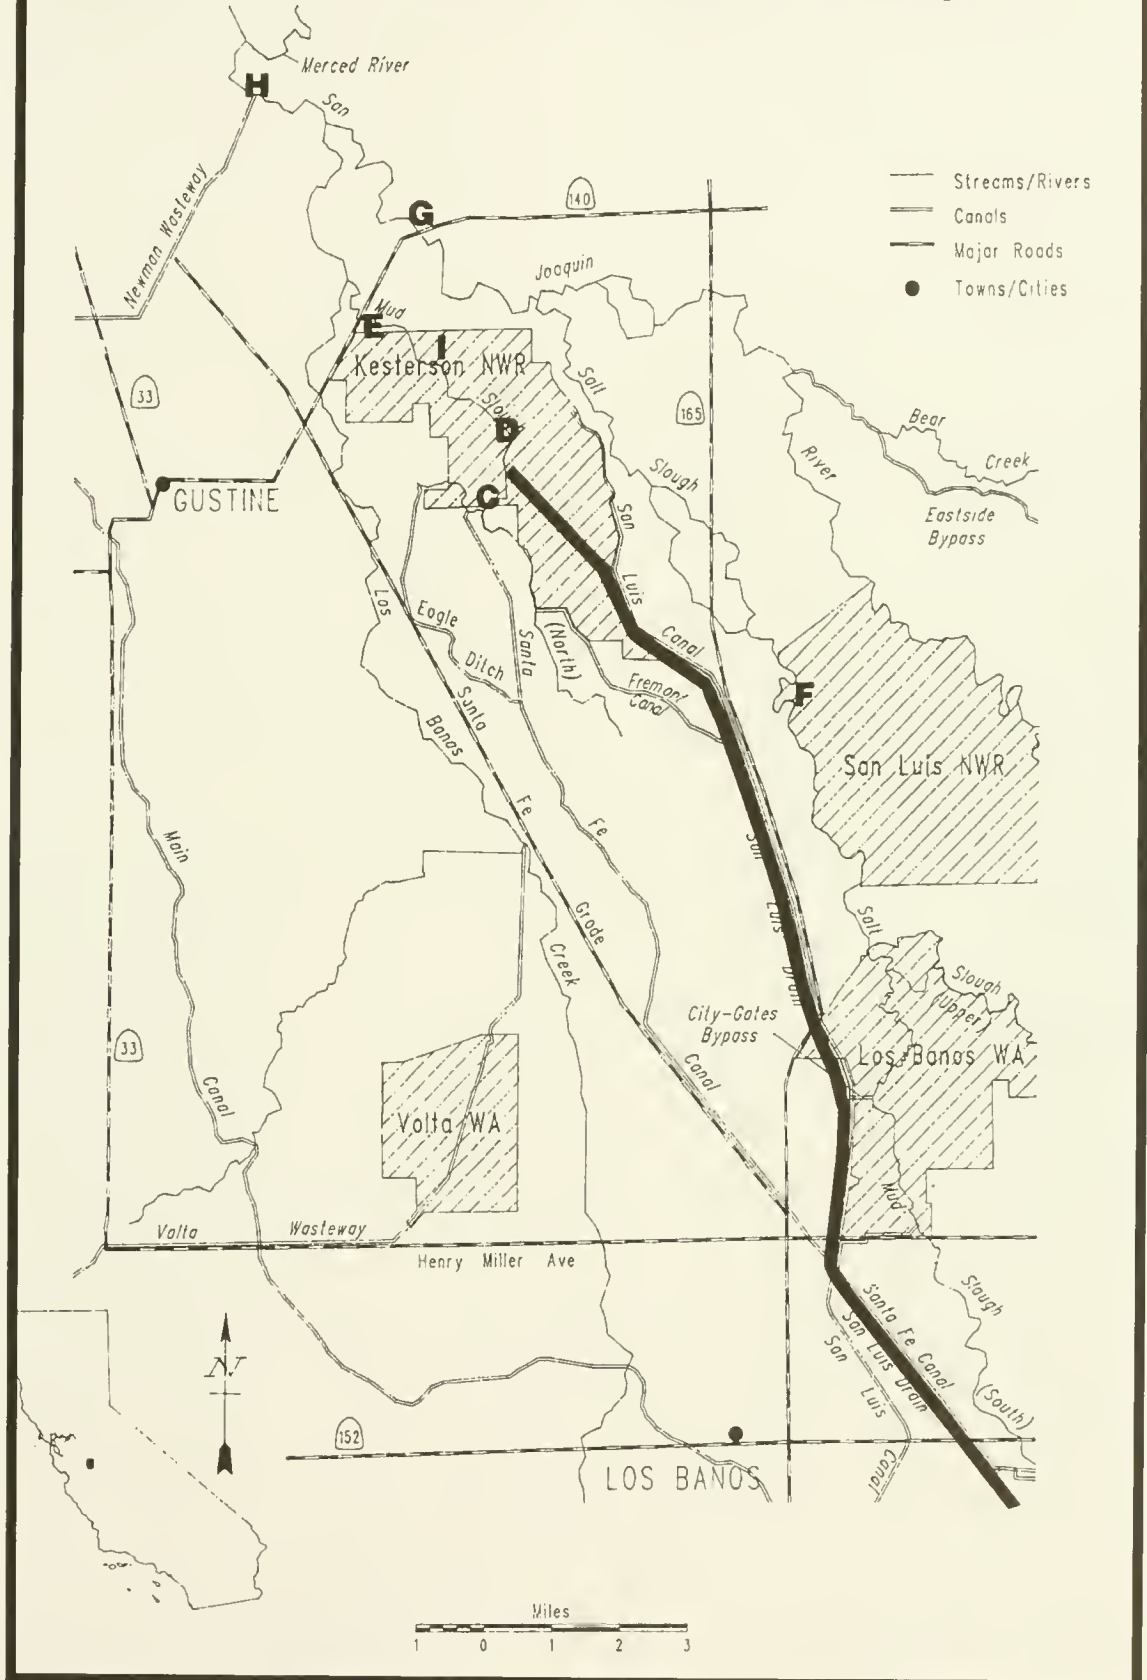 Merced River
H
San
Newman Wasteway
G
140
Streams/Rivers
Canals
Major Roads
Towns/Cities
Joaquin
Mud
E
I
Kesterson NWR
33
Salt
165
Slough
D
Bear
Creek
River
Slough
GUSTINE
C
San
Eastside
Bypass
Luis
Los
Eagle
Ditch
Santa
(North)
Canal
Fremont
Canal
F
Santa
Banos
San Luis NWR
Fe
Fe
Main
San
Luis
Drain
Grade
Salt
Creek
Slough
(Upper)
City-Gates
Bypass
Los Banos WA
33
Canal
Canal
Volta WA
Mud
Volta
Wasteway
Henry Miller Ave
Slough
Santa Fe Canal
San Luis Drain
San
Luis
Canal
(South)
N
152
LOS BANOS
Miles
1 0 1 2 3